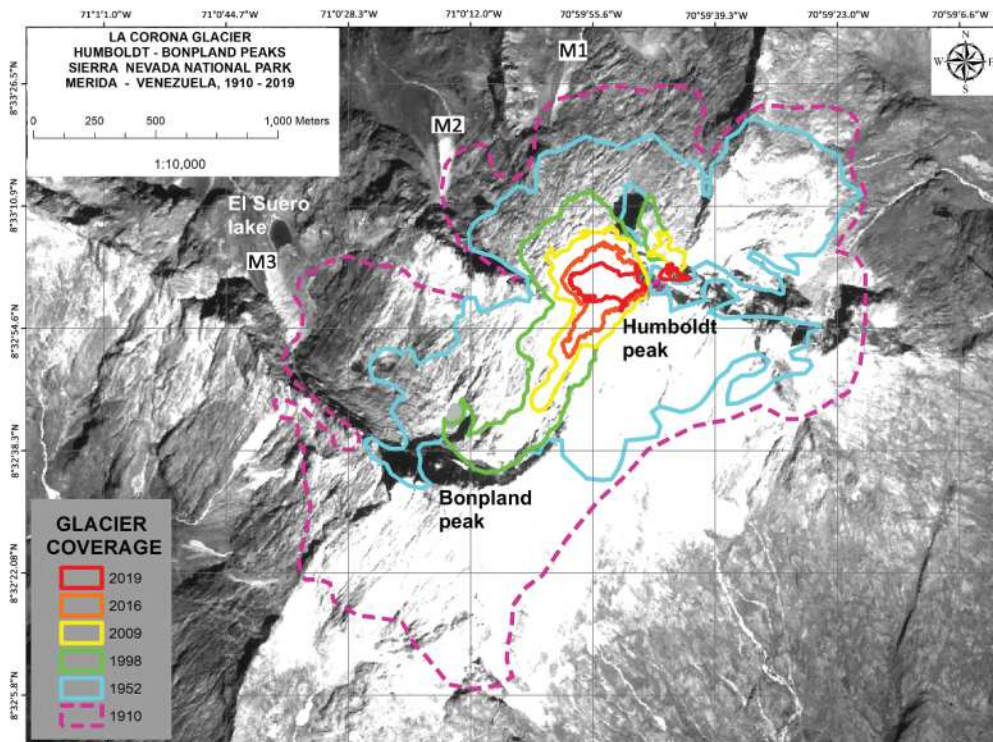 71°1'1.0"W
71°0'44.7"W
71°0'28.3"W
71°0'12.0"W
70°59'55.6"W
70°59'39.3"W
70°59'23.0"W
70°59'6.6"W
LA CORONA GLACIER
HUMBOLDT - BONPLAND PEAKS
SIERRA NEVADA NATIONAL PARK
MERIDA - VENEZUELA, 1910 - 2019
0 250 500 1,000 Meters
1:10,000
N
W E
S
M1
M2
El Suero
lake
M3
Humboldt
peak
Bonpland
peak
8°33'26.5"N
8°33'10.9"N
8°32'54.6"N
8°32'38.3"N
8°32'22.08"N
8°32'5.8"N
GLACIER
COVERAGE
2019
2016
2009
1998
1952
1910